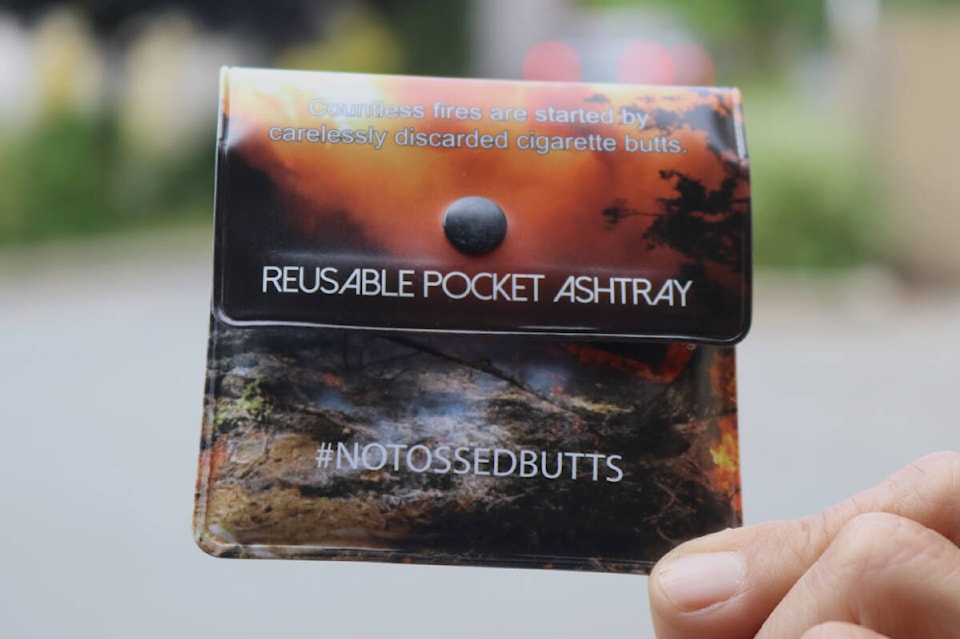 Countless fires are started by
carelessly discarded cigarette butts.
REUSABLE POCKET ASHTRAY
#NOTOSSEDBUTTS